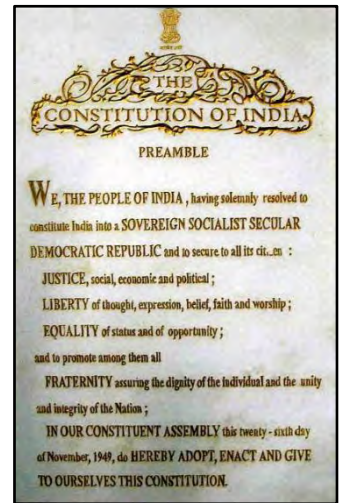 THE
CONSTITUTION OF INDIA
PREAMBLE
WE, THE PEOPLE OF INDIA, having solemnly resolved to
constitute India into a SOVEREIGN SOCIALIST SECULAR
DEMOCRATIC REPUBLIC and to secure to all its :
JUSTICE, social, economic and political ;
LIBERTY of thought, expression, belief, faith and worship ;
EQUALITY of status and of opportunity ;
and to promote among them all
FRATERNITY assuring the dignity of the individual and the unity
and integrity of the Nation ;
IN OUR CONSTITUENT ASSEMBLY this twenty - sixth day
of November, 1949, do HEREBY ADOPT, ENACT AND GIVE
TO OURSELVES THIS CONSTITUTION.